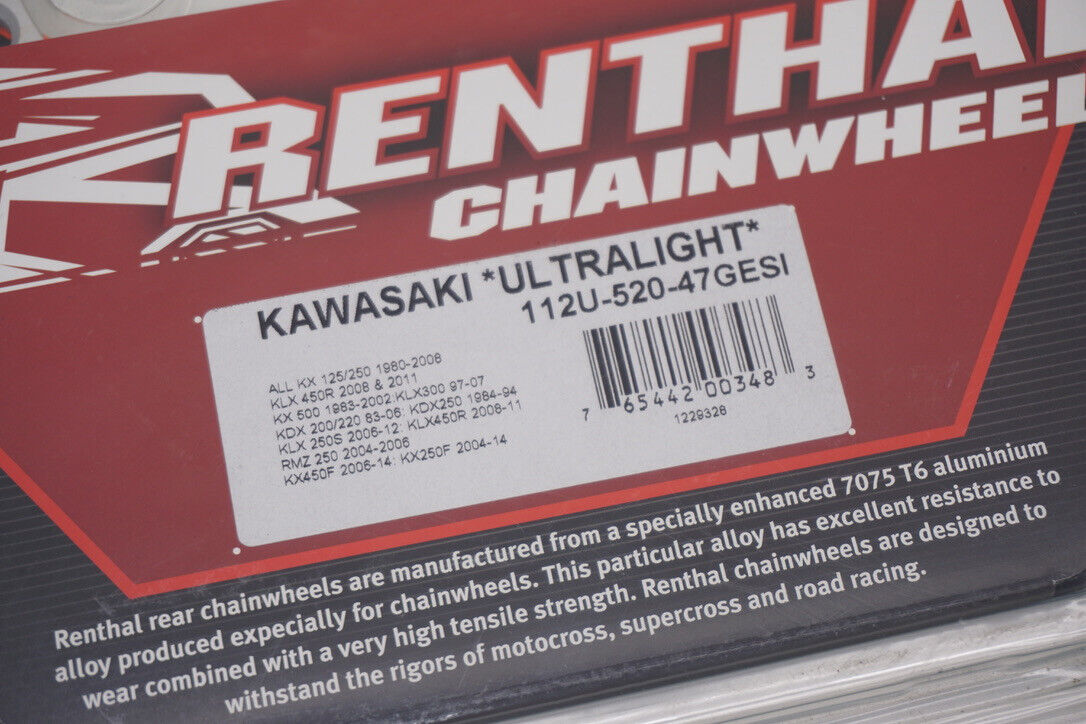 RENTHAL
CHAINWHEEL
KAWASAKI *ULTRALIGHT*
112U-520-47GESI
ALL KX 125/250 1980-2008
KLX 450R 2008 & 2011
KX 500 1983-2002:KLX300 97-07
KDX 200/220 83-06: KDX250 1984-94
KLX 250S 2006-12: KLX450R 2008-11
RMZ 250 2004-2006
KX450F 2006-14: KX250F 2004-14
7 65442 00348 3
1229328
Renthal rear chainwheels are manufactured from a specially enhanced 7075 T6 aluminium
alloy produced expecially for chainwheels. This particular alloy has excellent resistance to
wear combined with a very high tensile strength. Renthal chainwheels are designed to
withstand the rigors of motocross, supercross and road racing.